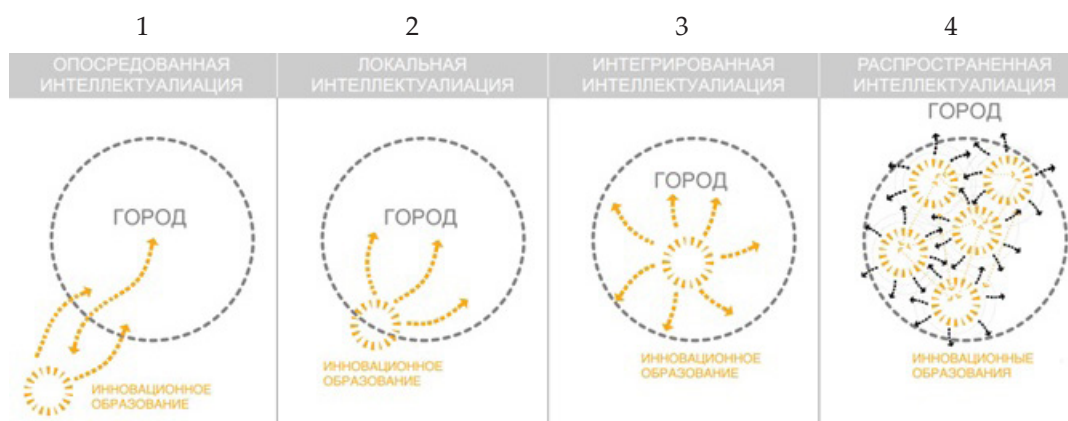 1
2
3
4
ОПОСРЕДОВАННАЯ
ИНТЕЛЛЕКТУАЛИАЦИЯ
ЛОКАЛЬНАЯ
ИНТЕЛЛЕКТУАЛИАЦИЯ
ИНТЕГРИРОВАННАЯ
ИНТЕЛЛЕКТУАЛИАЦИЯ
РАСПРОСТРАНЕННАЯ
ИНТЕЛЛЕКТУАЛИАЦИЯ
ГОРОД
ИННОВАЦИОННОЕ
ОБРАЗОВАНИЕ
ГОРОД
ИННОВАЦИОННОЕ
ОБРАЗОВАНИЕ
ГОРОД
ИННОВАЦИОННОЕ
ОБРАЗОВАНИЕ
ГОРОД
ИННОВАЦИОННЫЕ
ОБРАЗОВАНИЯ